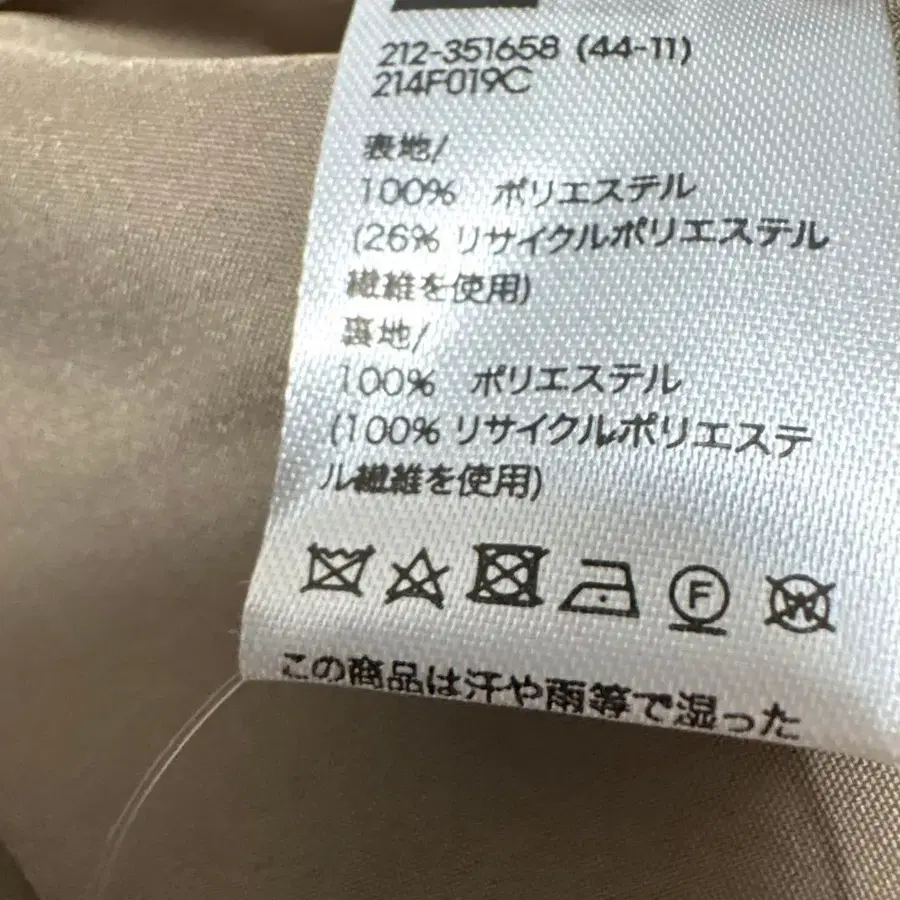 212-351658 (44-11)
214F019C
表地/
100% ポリエステル
(26% リサイクルポリエステル
繊維を使用)
裏地/
100% ポリエステル
(100% リサイクルポリエステ
ル繊維を使用)
F
W
この商品は汗や雨等で湿った